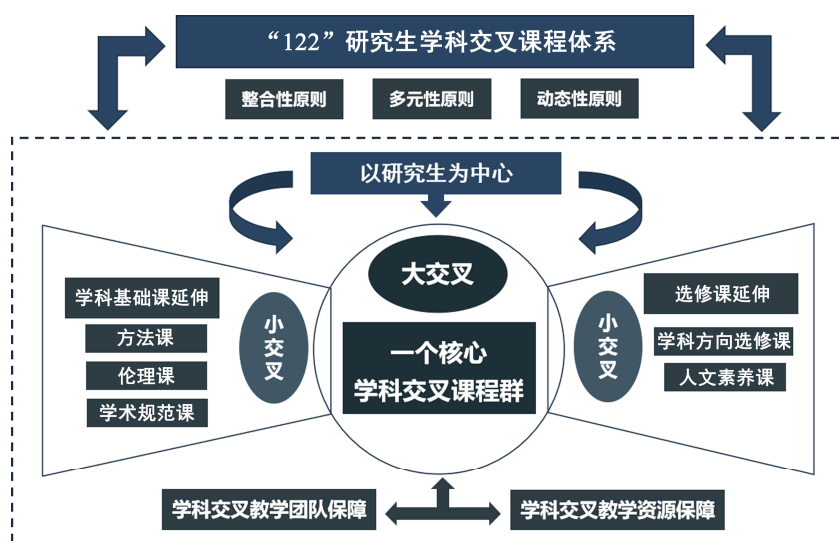 “122”研究生学科交叉课程体系
整合性原则
多元性原则
动态性原则
以研究生为中心
大交叉
一个核心
学科交叉课程群
小交叉
学科基础课延伸
方法课
伦理课
学术规范课
小交叉
选修课延伸
学科方向选修课
人文素养课
学科交叉教学团队保障
学科交叉教学资源保障